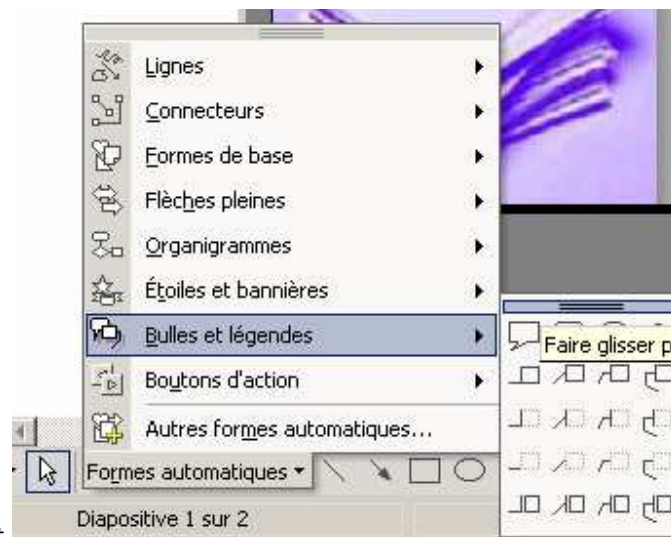 Lignes
Connecteurs
Formes de base
Flèches pleines
Organigrammes
Étoiles et bannières
Bulles et légendes
Faire glisser p
Boutons d'action
Autres formes automatiques...
Formes automatiques
Diapositive 1 sur 2